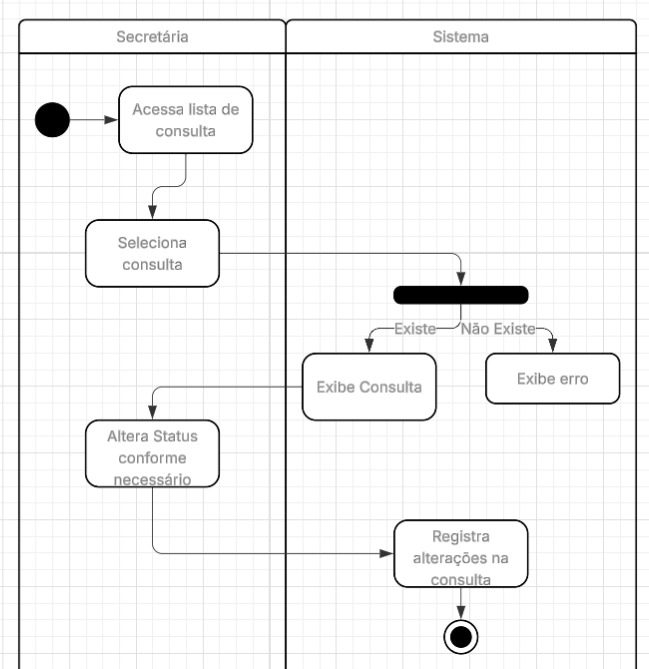 Secretária
Sistema
Acessa lista de
consulta
Seleciona
consulta
Existe
Não Existe
Exibe Consulta
Exibe erro
Altera Status
conforme
necessário
Registra
alterações na
consulta